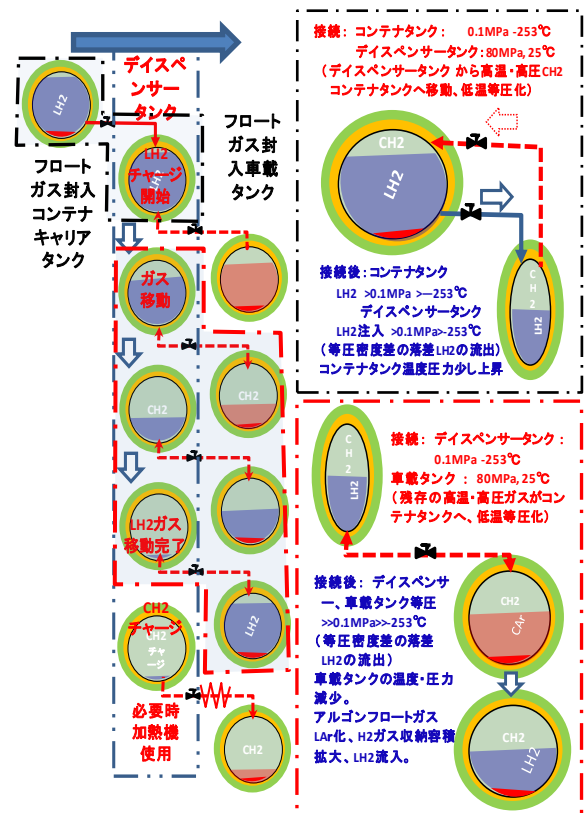 デイスペ
ンサー
タンク
LH2
フロート
ガス封入
コンテナ
キャリア
タンク
LH2
チャージ
開始
LH2
フロート
ガス封
入車載
タンク
ガス
移動
CH2
CH2
LH2ガス
移動完了
CH2
チャージ
CH2
チャ
ージ
LH2
必要時
加熱機
使用
CH2
接続： コンテナタンク： 0.1MPa -253℃
デイスペンサータンク：80MPa, 25℃
（デイスペンサータンク から高温・高圧CH2
コンテナタンクへ移動、低温等圧化）
CH2
LH2
C
H
2
LH2
接続後：コンテナタンク
LH2 >0.1MPa >―253℃
デイスペンサータンク
LH2注入 >0.1MPa>-253℃
（等圧密度差の落差LH2の流出）
コンテナタンク温度圧力少し上昇
C
H
2
LH2
接続： デイスペンサータンク：
0.1MPa -253℃
車載タンク： 80MPa, 25℃
（残存の高温・高圧ガスがコン
テナタンクへ、低温等圧化）
接続後： デイスペンサ
ー、車載タンク等圧
>>0.1MPa>>-253℃
（等圧密度差の落差
LH2の流出）
車載タンクの温度・圧力
減少。
アルゴンフロートガス
LAr化、H2ガス収納容積
拡大、LH2流入。
CH2
CAr
CH2
LH2